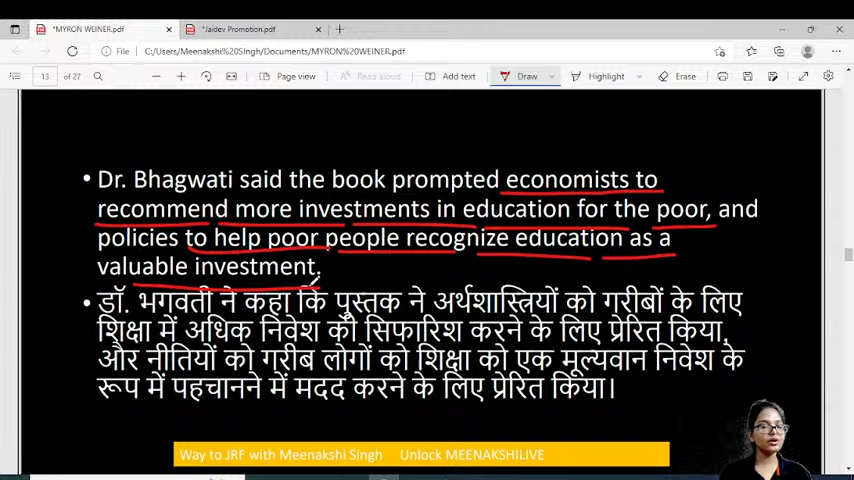 *MYRON WEINER.pdf
*Jaidev Promotion.pdf
File
C:/Users/Meenakshi%20SIngh/Documents/MYRON%20WEINER.pdf
13 of 27
Page view
Read aloud
Add text
Draw
Highlight
Erase
• Dr. Bhagwati said the book prompted economists to
recommend more investments in education for the poor, and
policies to help poor people recognize education as a
valuable investment.
• डॉ. भगवती ने कहा कि पुस्तक ने अर्थशास्त्रियों को गरीबों के लिए
शिक्षा में अधिक निवेश की सिफारिश करने के लिए प्रेरित किया,
और नीतियों को गरीब लोगों को शिक्षा को एक मूल्यवान निवेश के
रूप में पहचानने में मदद करने के लिए प्रेरित किया।
Way to JRF with Meenakshi Singh Unlock MEENAKSHILIVE